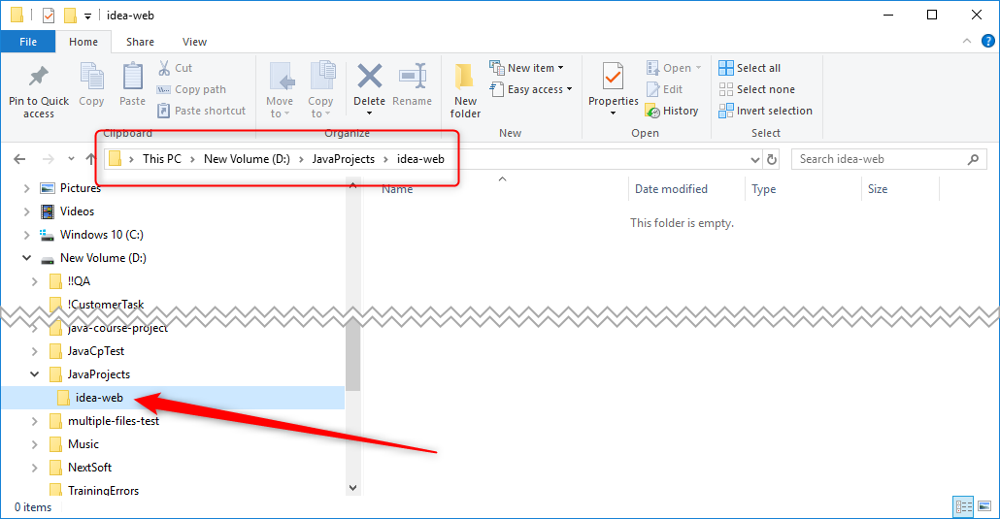 idea-web
File Home Share View
Pin to Quick access
Copy
Paste
Cut
Copy path
Paste shortcut
Clipboard
Move to
Copy to
Delete
Rename
Organize
New folder
New item
Easy access
New
Properties
Open
Edit
History
Open
Select all
Select none
Invert selection
Select
This PC New Volume (D:) JavaProjects idea-web
Search idea-web
Pictures
Videos
Windows 10 (C:)
New Volume (D:)
!!QA
!CustomerTask
java-course-project
JavaCpTest
JavaProjects
idea-web
multiple-files-test
Music
NextSoft
TrainingErrors
Name Date modified Type Size
This folder is empty.
0 items